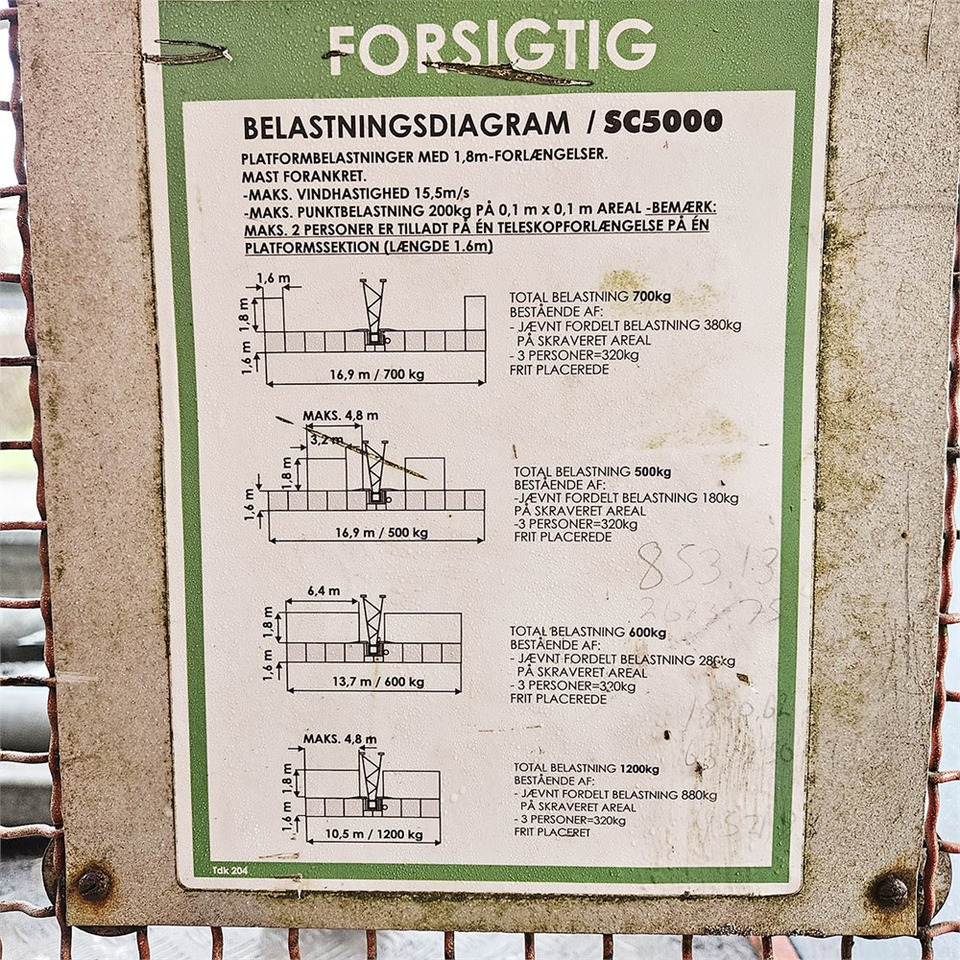 FORSIGTIG
BELASTNINGSDIAGRAM / SC5000
PLATFORMBELASTNINGER MED 1,8m-FORLÆNGELSER.
MAST FORANKRET.
-MAKS. VINDHASTIGHED 15,5m/s
-MAKS. PUNKTBELASTNING 200kg PÅ 0,1 m x 0,1 m AREAL -BEMÆRK:
MAKS. 2 PERSONER ER TILLADT PÅ ÉN TELESKOPFORLÆNGELSE PÅ ÉN
PLATFORMSSEKTION (LÆNGDE 1.6m)
1,6 m
1,8 m
1,6 m
16,9 m / 700 kg
TOTAL BELASTNING 700kg
BESTÅENDE AF:
- JÆVNT FORDELT BELASTNING 380kg
PÅ SKRAVERET AREAL
- 3 PERSONER=320kg
FRIT PLACEREDE
MAKS. 4,8 m
3,2 m
1,8 m
1,6 m
16,9 m / 500 kg
TOTAL BELASTNING 500kg
BESTÅENDE AF:
-JÆVNT FORDELT BELASTNING 180kg
PÅ SKRAVERET AREAL
-3 PERSONER=320kg
FRIT PLACEREDE
853,13
6,4 m
1,8 m
1,6 m
13,7 m / 600 kg
TOTAL BELASTNING 600kg
BESTÅENDE AF:
- JÆVNT FORDELT BELASTNING 280kg
PÅ SKRAVERET AREAL
- 3 PERSONER=320kg
FRIT PLACEREDE
MAKS. 4,8 m
1,8 m
1,6 m
10,5 m / 1200 kg
TOTAL BELASTNING 1200kg
BESTÅENDE AF:
- JÆVNT FORDELT BELASTNING 880kg
PÅ SKRAVERET AREAL
- 3 PERSONER=320kg
FRIT PLACERET
Tdk 204